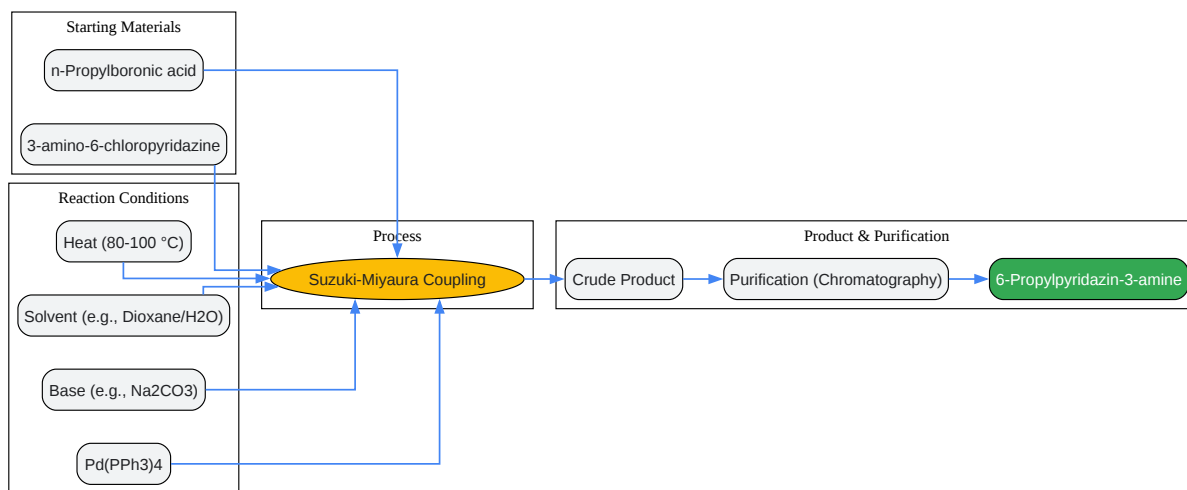 Starting Materials
n-Propylboronic acid
3-amino-6-chloropyridazine
Reaction Conditions
Heat (80-100 °C)
Solvent (e.g., Dioxane/H2O)
Base (e.g., Na2CO3)
Pd(PPh3)4
Process
Suzuki-Miyaura Coupling
Product & Purification
Crude Product
Purification (Chromatography)
6-Propylpyridazin-3-amine